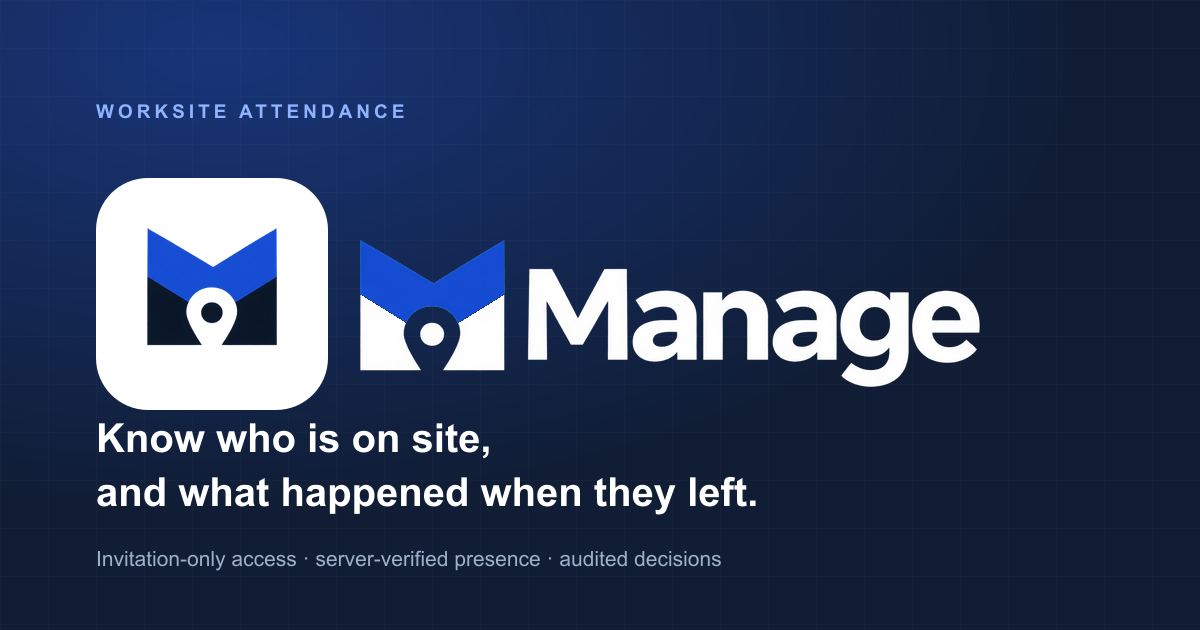 WORKSITE ATTENDANCE
Manage
Know who is on site,
and what happened when they left.
Invitation-only access · server-verified presence · audited decisions